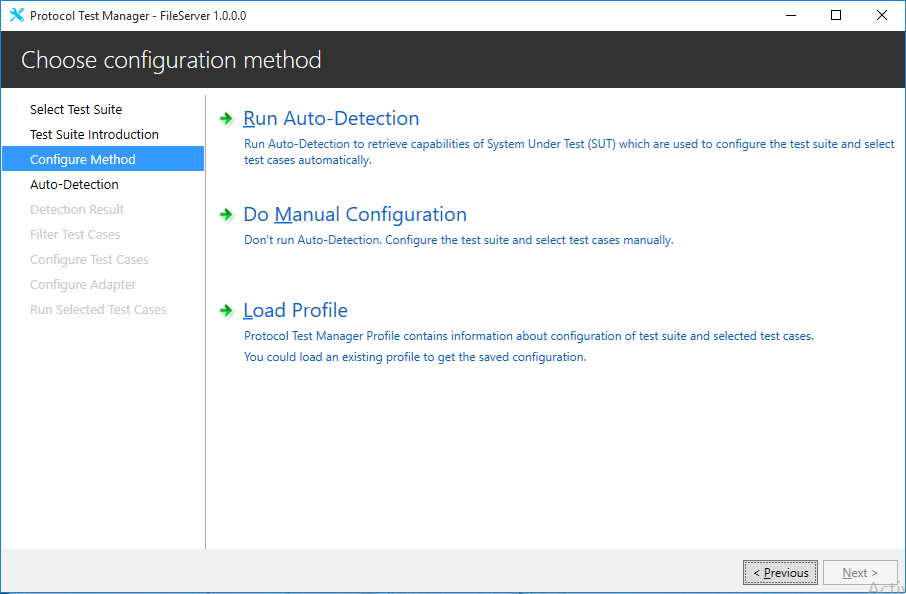 Protocol Test Manager - FileServer 1.0.0.0
Choose configuration method
Select Test Suite
Test Suite Introduction
Configure Method
Auto-Detection
Detection Result
Filter Test Cases
Configure Test Cases
Configure Adapter
Run Selected Test Cases
Run Auto-Detection
Run Auto-Detection to retrieve capabilities of System Under Test (SUT) which are used to configure the test suite and select
test cases automatically.
Do Manual Configuration
Don't run Auto-Detection. Configure the test suite and select test cases manually.
Load Profile
Protocol Test Manager Profile contains information about configuration of test suite and selected test cases.
You could load an existing profile to get the saved configuration.
< Previous
Next >